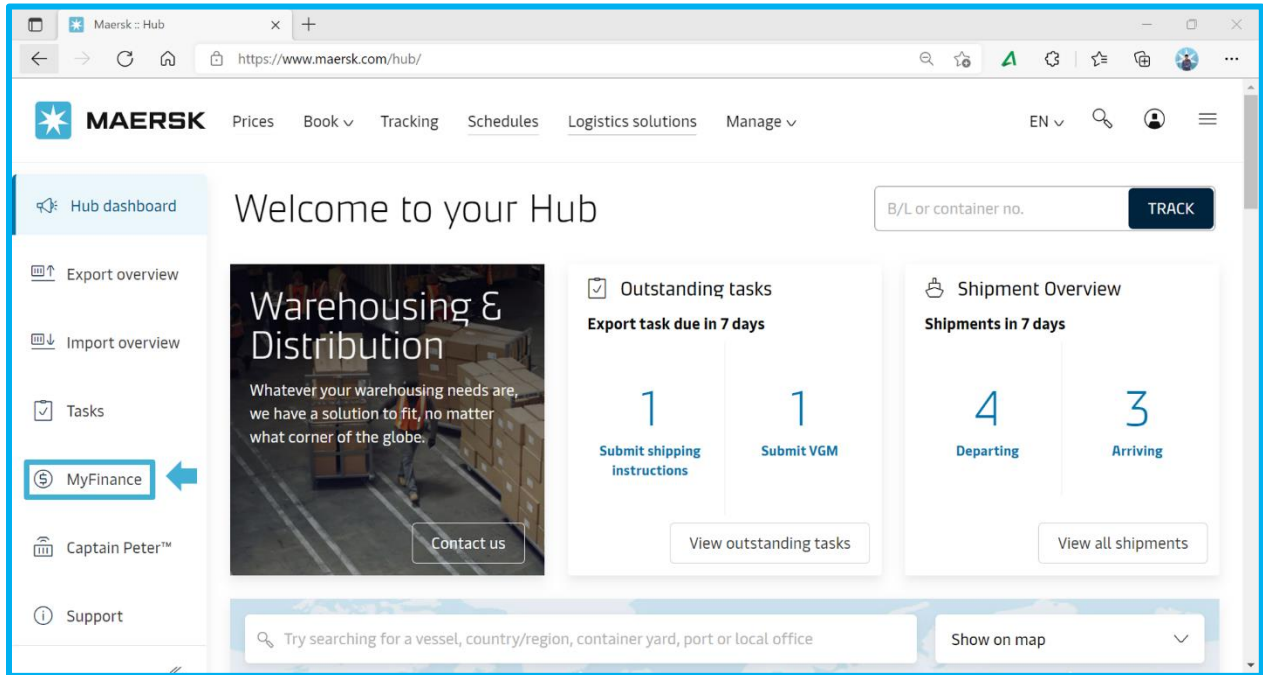 Maersk :: Hub
https://www.maersk.com/hub/
MAERSK
Prices Book Tracking Schedules Logistics solutions Manage EN
Hub dashboard
Export overview
Import overview
Tasks
MyFinance
Captain Peter™
Support
Welcome to your Hub
B/L or container no. TRACK
Warehousing &
Distribution
Whatever your warehousing needs are,
we have a solution to fit, no matter
what corner of the globe.
Contact us
Outstanding tasks
Export task due in 7 days
1 1
Submit shipping
instructions
Submit VGM
View outstanding tasks
Shipment Overview
Shipments in 7 days
4 3
Departing Arriving
View all shipments
Try searching for a vessel, country/region, container yard, port or local office
Show on map